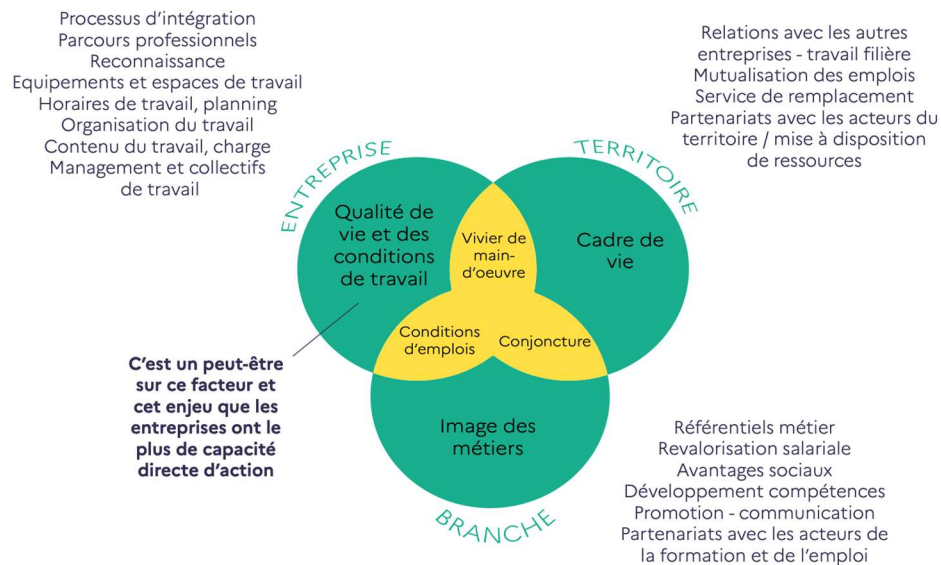 Processus d'intégration
Parcours professionnels
Reconnaissance
Equipements et espaces de travail
Horaires de travail, planning
Organisation du travail
Contenu du travail, charge
Management et collectifs
de travail
Relations avec les autres
entreprises - travail filière
Mutualisation des emplois
Service de remplacement
Partenariats avec les acteurs du
territoire / mise à disposition
de ressources
ENTREPRISE
TERRITOIRE
Qualité de
vie et des
conditions
de travail
Vivier de
main-
d'oeuvre
Cadre de
vie
Conditions
d'emplois
Conjoncture
C'est un peut-être
sur ce facteur et
cet enjeu que les
entreprises ont le
plus de capacité
directe d'action
Image des
métiers
BRANCHE
Référentiels métier
Revalorisation salariale
Avantages sociaux
Développement compétences
Promotion - communication
Partenariats avec les acteurs de
la formation et de l'emploi